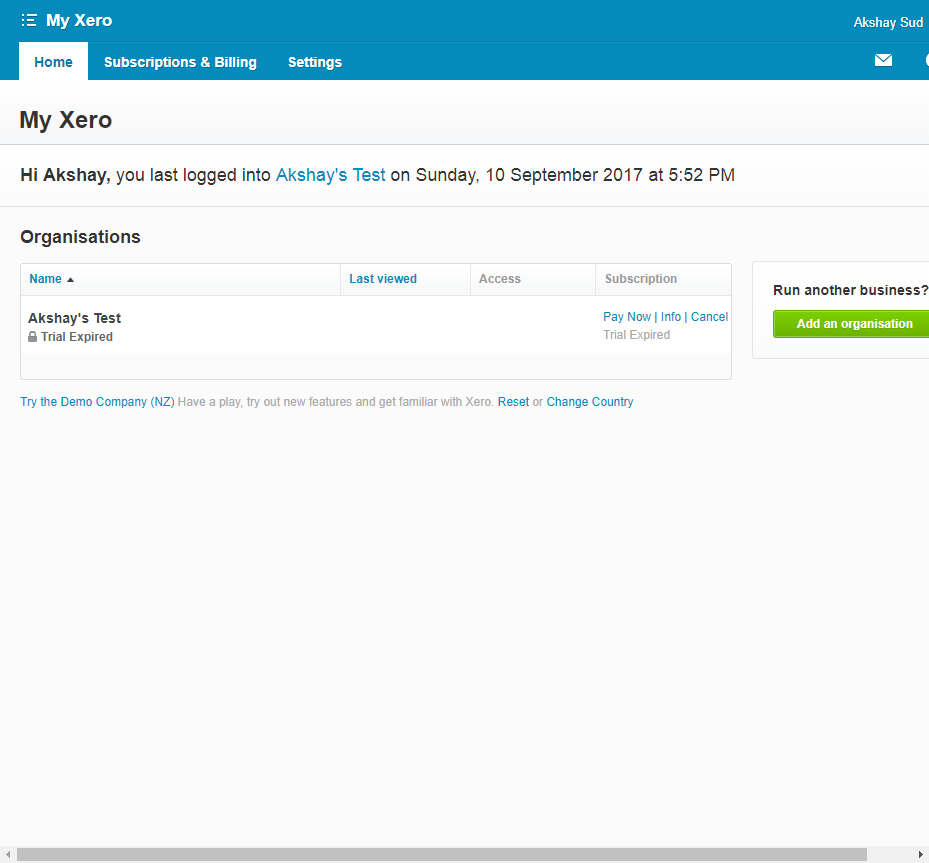 My Xero
Akshay Sud
Home Subscriptions & Billing Settings
My Xero
Hi Akshay, you last logged into Akshay's Test on Sunday, 10 September 2017 at 5:52 PM
Organisations
Name Last viewed Access Subscription
Akshay's Test
Trial Expired
Pay Now | Info | Cancel
Trial Expired
Run another business?
Add an organisation
Try the Demo Company (NZ) Have a play, try out new features and get familiar with Xero. Reset or Change Country